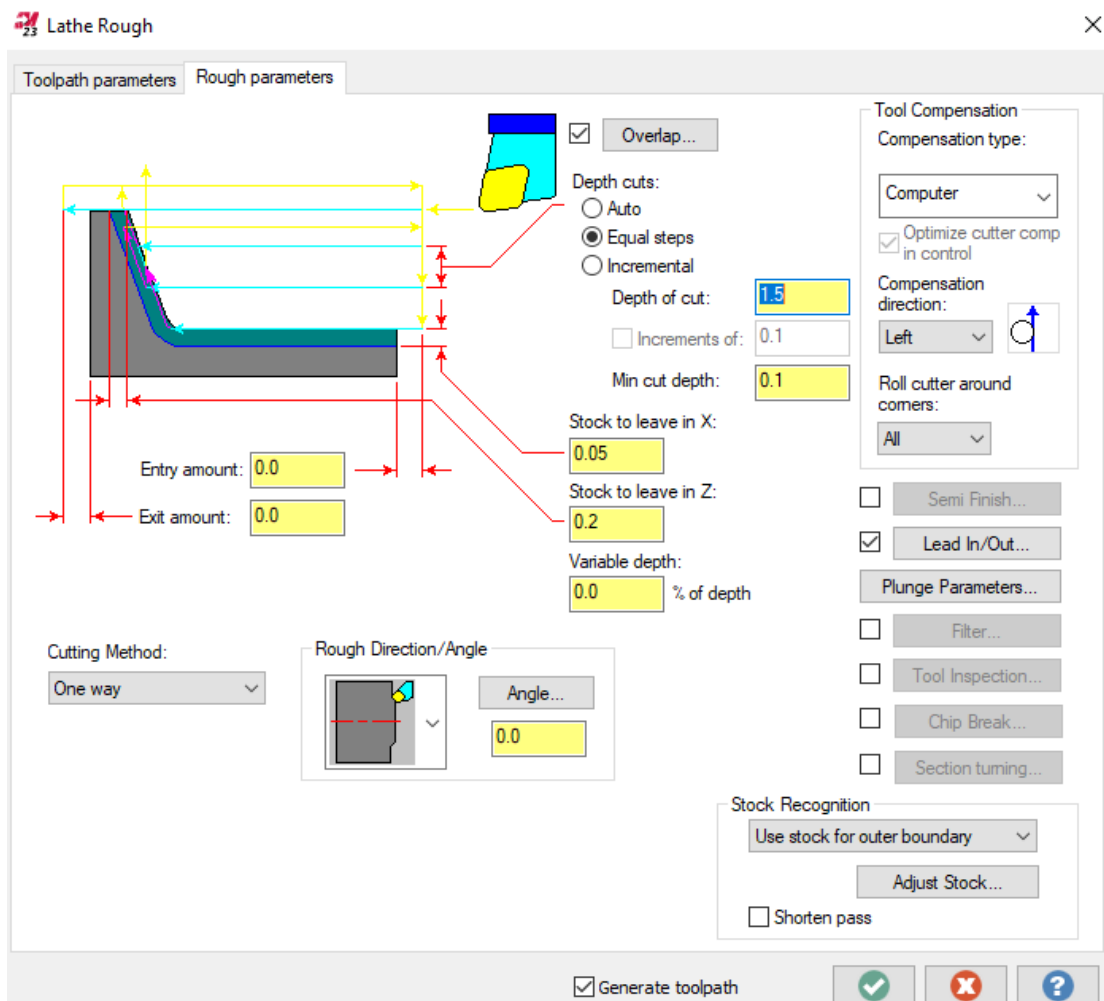 23 Lathe Rough
Toolpath parameters
Rough parameters
Overlap...
Depth cuts:
Auto
Equal steps
Incremental
Depth of cut:
1.5
Increments of:
0.1
Min cut depth:
0.1
Stock to leave in X:
0.05
Stock to leave in Z:
0.2
Variable depth:
0.0
% of depth
Entry amount:
0.0
Exit amount:
0.0
Cutting Method:
One way
Rough Direction/Angle
Angle...
0.0
Tool Compensation
Compensation type:
Computer
Optimize cutter comp
in control
Compensation
direction:
Left
Roll cutter around
corners:
All
Semi Finish...
Lead In/Out...
Plunge Parameters...
Filter...
Tool Inspection...
Chip Break...
Section turning...
Stock Recognition
Use stock for outer boundary
Adjust Stock...
Shorten pass
Generate toolpath
?